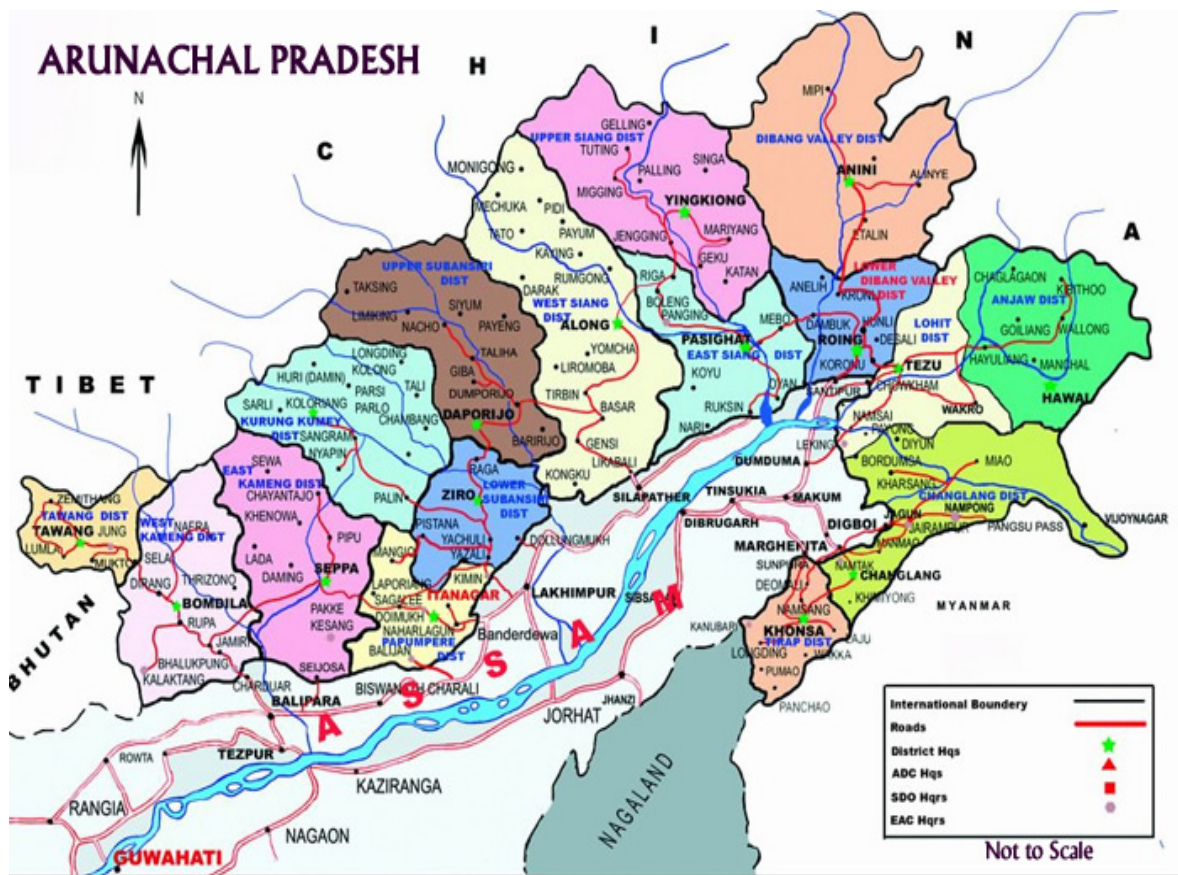 ARUNACHAL PRADESH
N
C
H
I
N
A
TIBET
BHUTAN
MYANMAR
NAGALAND
ASSAM
TAWANG DIST
ZEMITHANG
TAWANG
JUNG
LUMLA
MUKTO
WEST
KAMENG DIST
NAFRA
SELA
DIRANG
THRIZONO
BOMBDILA
RUPA
JAMIRI
BHALUKPUNG
KALAKTANG
EAST
KAMENG DIST
SEWA
CHAYANTAJO
KHENOWA
PIPU
LADA
DAMING
SEPPA
PAKKE
KESANG
SEIJOSA
KURUNG KUMEY
DIST
LONGDING
KOLONG
HURI (DAMIN)
PARSI
PARLO
TALI
SARLI
KOLORIANG
CHAMBANG
SANGRAM
NYAPIN
PALIN
PAPUMPERE
DIST
MANGIO
LAPORIANG
SAGALEE
DOIMUKH
NAHARLAGUN
BALIJAN
KIMIN
ITANAGAR
Banderdewa
LOWER
SUBANSIRI
DIST
RAGA
ZIRO
PISTANA
YACHULI
YAZALI
DOLLUNGMUKH
UPPER SUBANSIRI
DIST
TAKSING
LIMIKING
SIYUM
NACHO
PAYENG
TALIHA
GIBA
DUMPORIJO
DAPORIJO
BARIRIJO
WEST SIANG
DIST
MONIGONG
MECHUKA
PIDI
TATO
PAYUM
KAYING
RUMGONG
DARAK
ALONG
YOMCHA
LIROMOBA
TIRBIN
BASAR
GENSI
LIKABALI
KONGKU
UPPER SIANG DIST
GELLING
TUTING
PALLING
SINGA
MIGGING
YINGKIONG
JENGGING
MARIYANG
GEKU
KATAN
EAST SIANG DIST
RIGA
BOLENG
PANGING
MEBO
PASIGHAT
KOYU
OYAN
RUKSIN
NARI
DIBANG VALLEY DIST
MIPI
ANINI
ALINYE
ETALIN
LOWER
DIBANG VALLEY
DIST
ANELIH
KRONLI
DAMBUK
HUNLI
DESALI
ROING
KORONU
LOHIT
DIST
TEZU
SANDIPUR
CHOWKHAM
WAKRO
NAMSAI
PAYONG
LEKING
ANJAW DIST
CHAGLAGAON
KIBITHOO
GOILIANG
WALLONG
HAYULIANG
MANCHAL
HAWAI
CHANGLANG DIST
DIYUN
BORDUMSA
MIAO
KHARSANG
NAMPONG
JAGUN
JAIRAMPUR
PANGSU PASS
VIJOYNAGAR
MANMAO
NAMTAK
CHANGLANG
KHIMIYONG
TIRAP DIST
DEOMALI
NAMSANG
KANUBARI
KHONSA
LAJU
LONGDING
WAKKA
PUMAO
PANCHAO
SILAPATHER
DUMDUMA
TINSUKIA
MAKUM
DIBRUGARH
DIGBOI
MARGHERITA
SUNPURA
LAKHIMPUR
SIBSAGAR
CHARDUAR
BALIPARA
BISWANATH CHARALI
JORHAT
JHANZI
TEZPUR
KAZIRANGA
ROWTA
RANGIA
NAGAON
GUWAHATI
International Boundary
Roads
District Hqs
ADC Hqs
SDO Hqrs
EAC Hqrs
Not to Scale